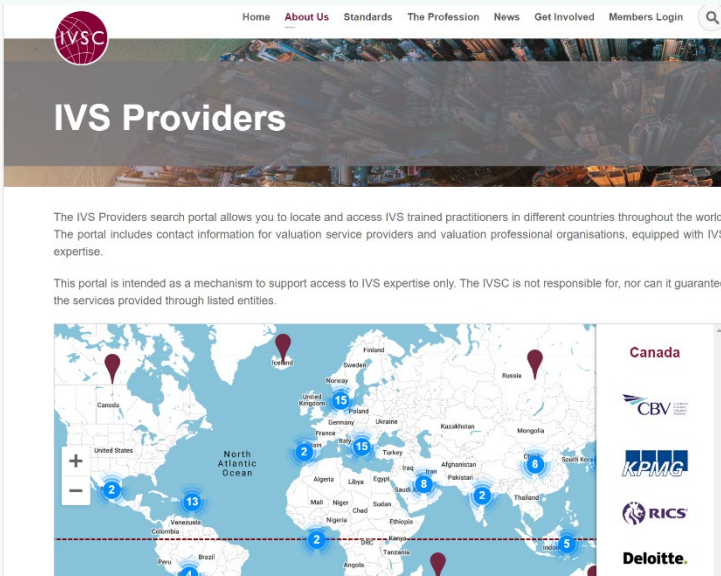 IVSC
Home About Us Standards The Profession News Get Involved Members Login
IVS Providers
The IVS Providers search portal allows you to locate and access IVS trained practitioners in different countries throughout the world
The portal includes contact information for valuation service providers and valuation professional organisations, equipped with IVS
expertise.
This portal is intended as a mechanism to support access to IVS expertise only. The IVSC is not responsible for, nor can it guarantee
the services provided through listed entities.
Finland
Iceland
Sweden
Russia
Norway
Canada
United
Kingdom
15
Poland
Germany
Ukraine
Kazakhstan
Mongolia
France
Italy
United States
North
Atlantic
Ocean
2
15
Turkey
6
South Korea
Iraq
Iran
Afghanistan
Pakistan
+
−
2
Algeria
Libya
Egypt
8
2
13
Mali
Niger
Chad
Sudan
Thailand
Venezuela
Nigeria
Ethiopia
Colombia
2
DRC
Kenya
5
Peru
Brazil
Tanzania
Angola
4
Canada
CBV
KPMG
RICS
Deloitte.